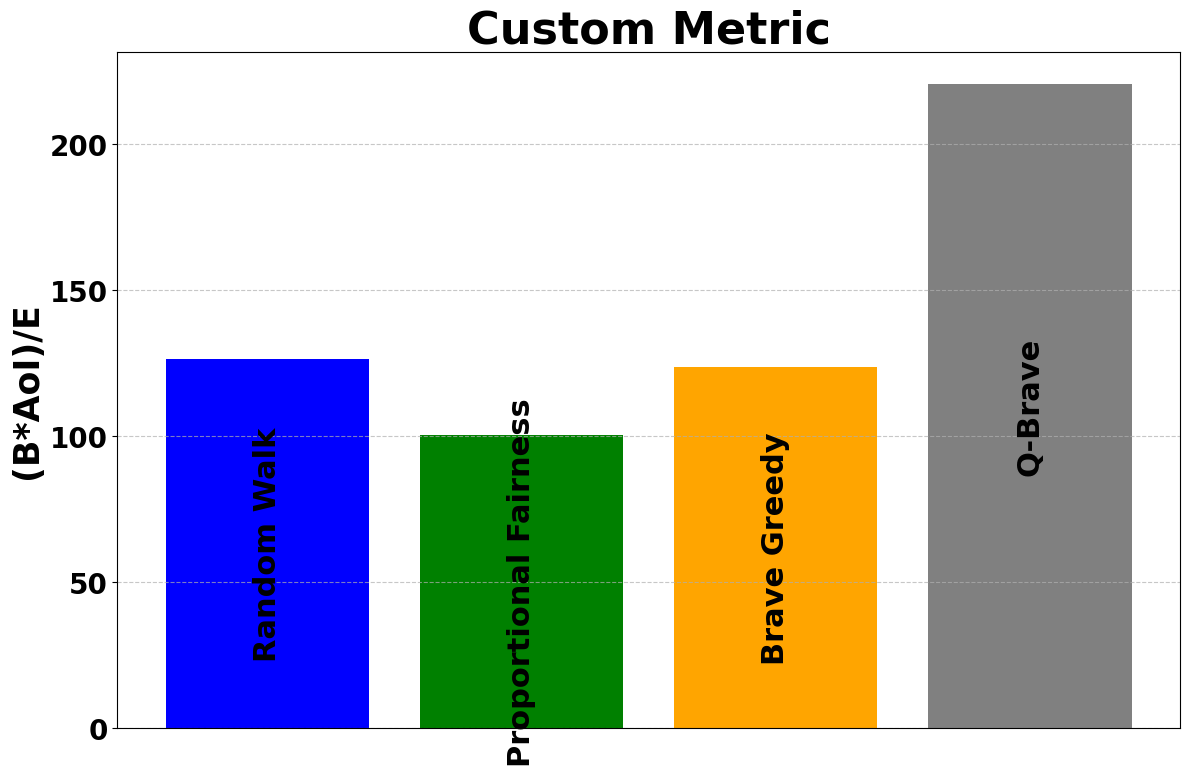 Custom Metric
(B*AoI)/E
200
150
100
50
0
Random Walk
Proportional Fairness
Brave Greedy
Q-Brave